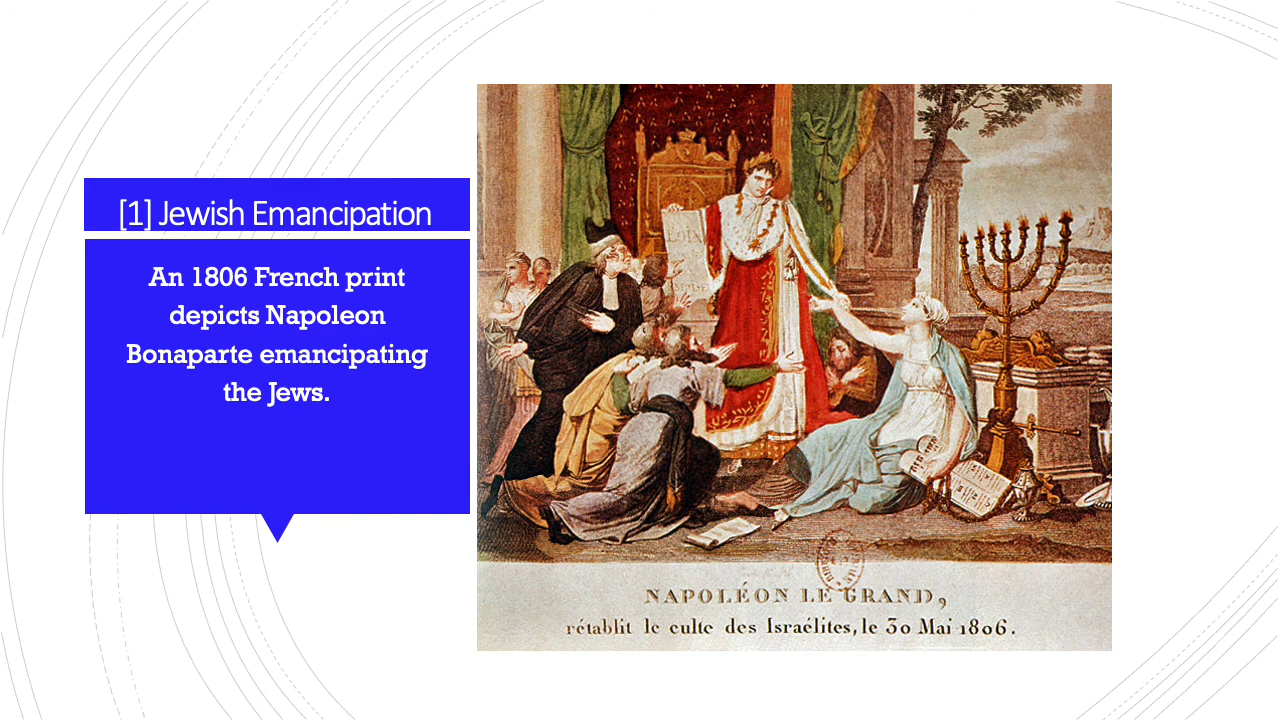 [1] Jewish Emancipation
An 1806 French print
depicts Napoleon
Bonaparte emancipating
the Jews.
NAPOLÉON LE GRAND,
rétablit le culte des Israélites, le 30 Mai 1806.